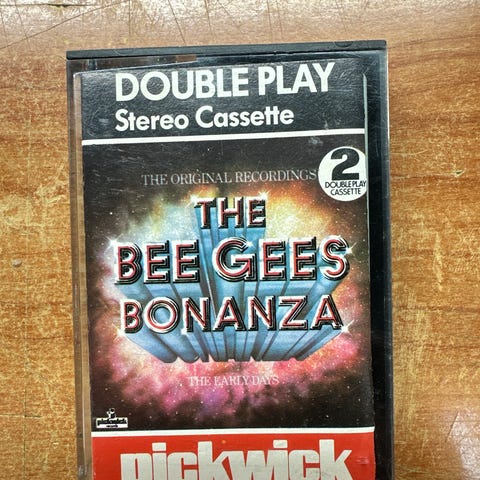 DOUBLE PLAY
Stereo Cassette
THE ORIGINAL RECORDINGS
2
DOUBLE PLAY
CASSETTE
THE
BEE GEES
BONANZA
THE EARLY DAYS
pickwick